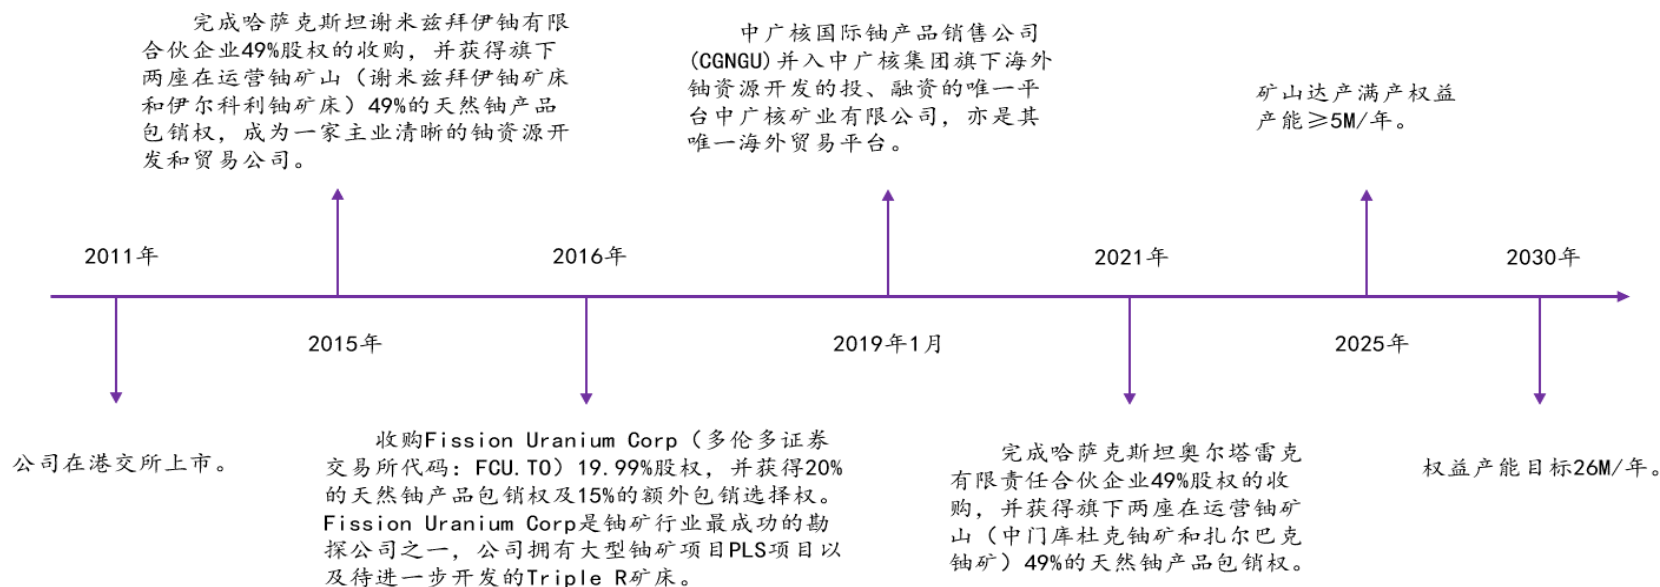 完成哈萨克斯坦谢米兹拜伊铀有限
合伙企业49%股权的收购，并获得旗下
两座在运营铀矿山（谢米兹拜伊铀矿床
和伊尔科利铀矿床）49%的天然铀产品
包销权，成为一家主业清晰的铀资源开
发和贸易公司。
中广核国际铀产品销售公司
(CGNGU)并入中广核集团旗下海外
铀资源开发的投、融资的唯一平
台中广核矿业有限公司，亦是其
唯一海外贸易平台。
矿山达产满产权益
产能≥5M/年。
2011年
2016年
2021年
2030年
2015年
2019年1月
2025年
公司在港交所上市。
收购Fission Uranium Corp（多伦多证券
交易所代码：FCU.TO）19.99%股权，并获得20%
的天然铀产品包销权及15%的额外包销选择权。
Fission Uranium Corp是铀矿行业最成功的勘
探公司之一，公司拥有大型铀矿项目PLS项目以
及待进一步开发的Triple R矿床。
完成哈萨克斯坦奥尔塔雷克
有限责任合伙企业49%股权的收
购，并获得旗下两座在运营铀矿
山（中门库杜克铀矿和扎尔巴克
铀矿）49%的天然铀产品包销权。
权益产能目标26M/年。